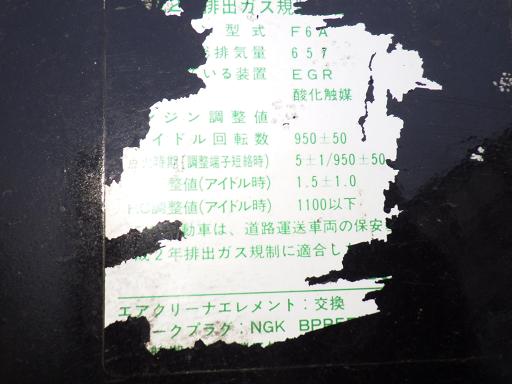 2 排出ガス規
型式 F6A
排気量 657
いる装置 EGR
酸化触媒
ジン調整値
イドル回転数 950±50
火時期[調整端子短絡時] 5±1/950±50
整値(アイドル時) 1.5±1.0
HC調整値(アイドル時) 1100以下
動車は、道路運送車両の保安
2年排出ガス規制に適合し
エアクリーナエレメント:交換
ークプラグ:NGK BPR